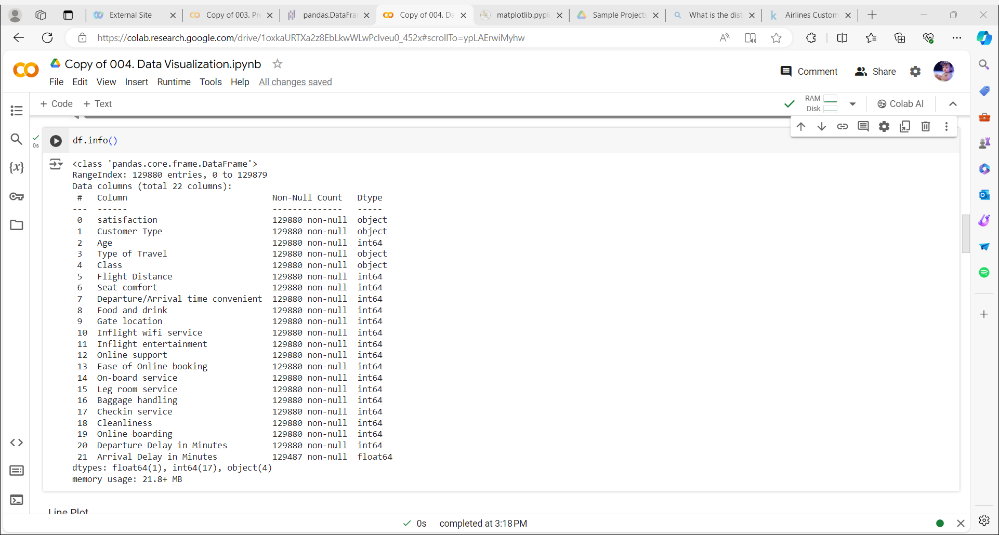 External Site
Copy of 003. Pre
pandas.DataFra
Copy of 004. Da
matplotlib.pyplo
Sample Projects
What is the dist
Airlines Custom
https://colab.research.google.com/drive/1oxkaURTXa2z8EbLkwWLwPcIveu0_452x#scrollTo=ypLAErwiMyhw
Copy of 004. Data Visualization.ipynb
Comment
Share
File Edit View Insert Runtime Tools Help All changes saved
+ Code + Text
RAM
Disk
Colab AI
0s
df.info()
<class 'pandas.core.frame.DataFrame'>
RangeIndex: 129880 entries, 0 to 129879
Data columns (total 22 columns):
# Column Non-Null Count Dtype
--- ------ -------------- -----
0 satisfaction 129880 non-null object
1 Customer Type 129880 non-null object
2 Age 129880 non-null int64
3 Type of Travel 129880 non-null object
4 Class 129880 non-null object
5 Flight Distance 129880 non-null int64
6 Seat comfort 129880 non-null int64
7 Departure/Arrival time convenient 129880 non-null int64
8 Food and drink 129880 non-null int64
9 Gate location 129880 non-null int64
10 Inflight wifi service 129880 non-null int64
11 Inflight entertainment 129880 non-null int64
12 Online support 129880 non-null int64
13 Ease of Online booking 129880 non-null int64
14 On-board service 129880 non-null int64
15 Leg room service 129880 non-null int64
16 Baggage handling 129880 non-null int64
17 Checkin service 129880 non-null int64
18 Cleanliness 129880 non-null int64
19 Online boarding 129880 non-null int64
20 Departure Delay in Minutes 129880 non-null int64
21 Arrival Delay in Minutes 129487 non-null float64
dtypes: float64(1), int64(17), object(4)
memory usage: 21.8+ MB
Line Plot
0s completed at 3:18 PM